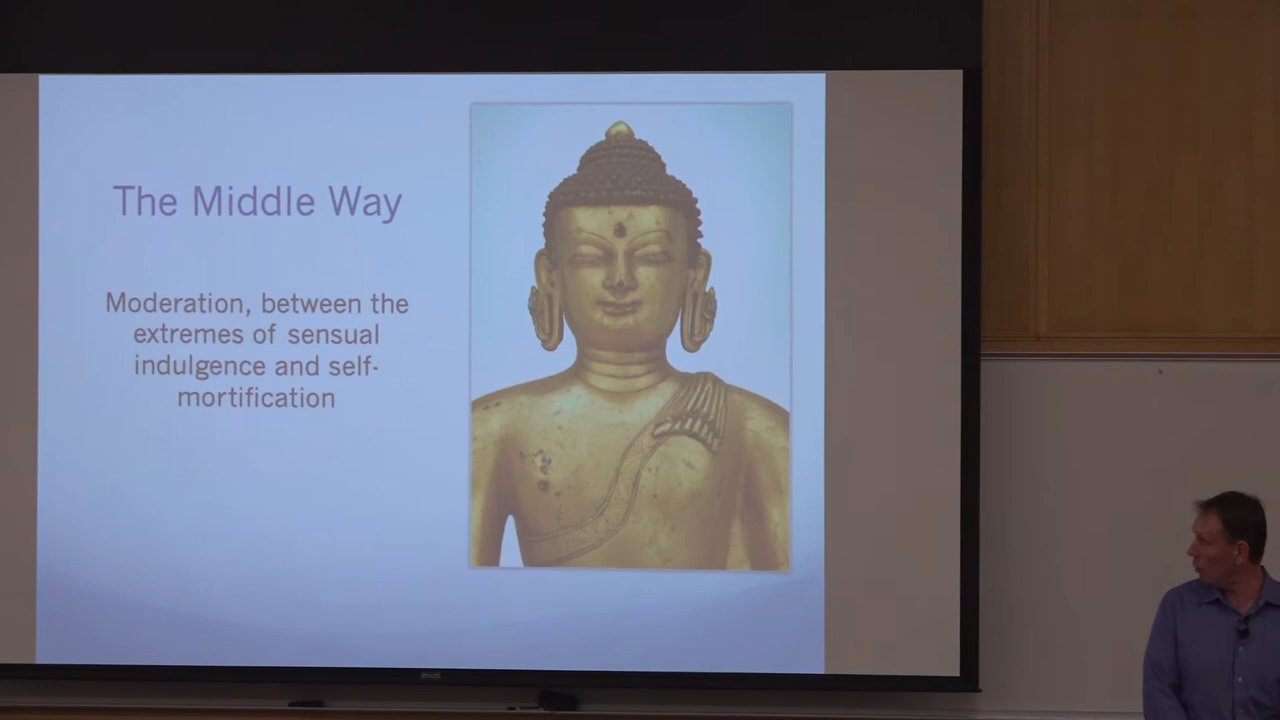 The Middle Way
Moderation, between the
extremes of sensual
indulgence and self-
mortification